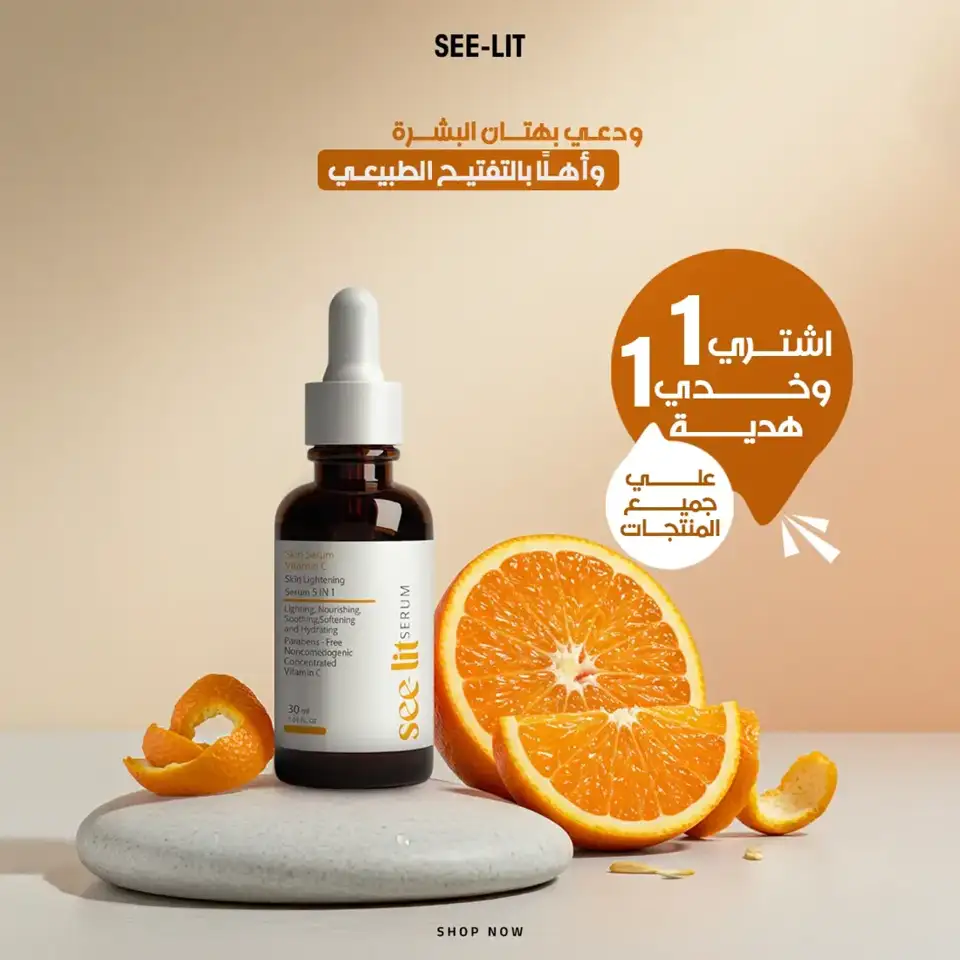 SEE-LIT
ودعي بهتان البشرة
وأهلًا بالتفتيح الطبيعي
اشتري 1
وخدي 1
هدية
علي
جميع
المنتجات
Skin Serum
Vitamin C
Skin Lightening
Serum 5 IN 1
Lighting, Nourishing,
Soothing, Softening
and Hydrating
Parabens - Free
Noncomedogenic
Concentrated
Vitamin C
30 ml
see-lit SERUM
SHOP NOW